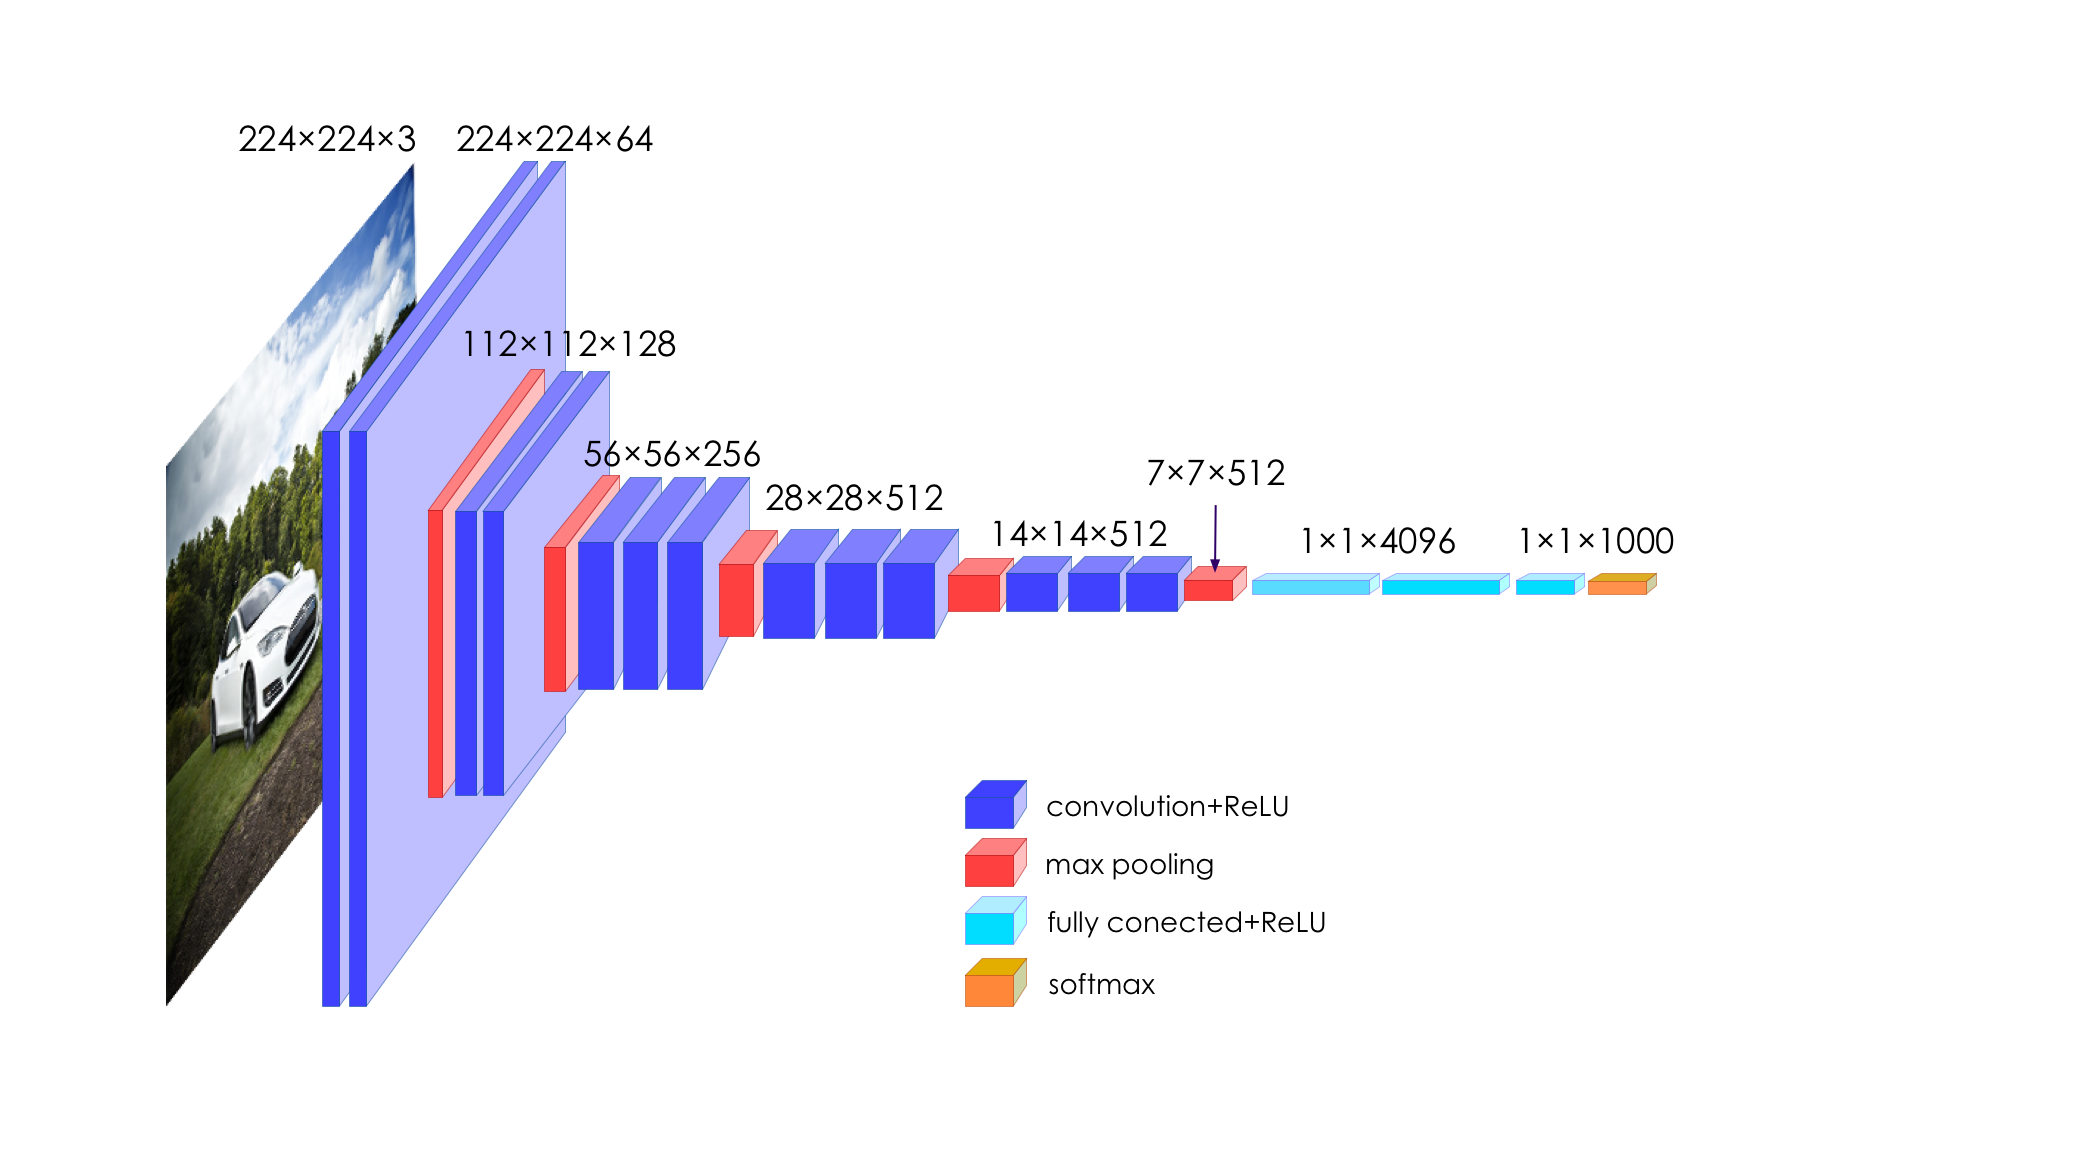 224×224×3
224×224×64
112×112×128
56×56×256
28×28×512
14×14×512
7×7×512
1×1×4096
1×1×1000
convolution+ReLU
max pooling
fully conected+ReLU
softmax